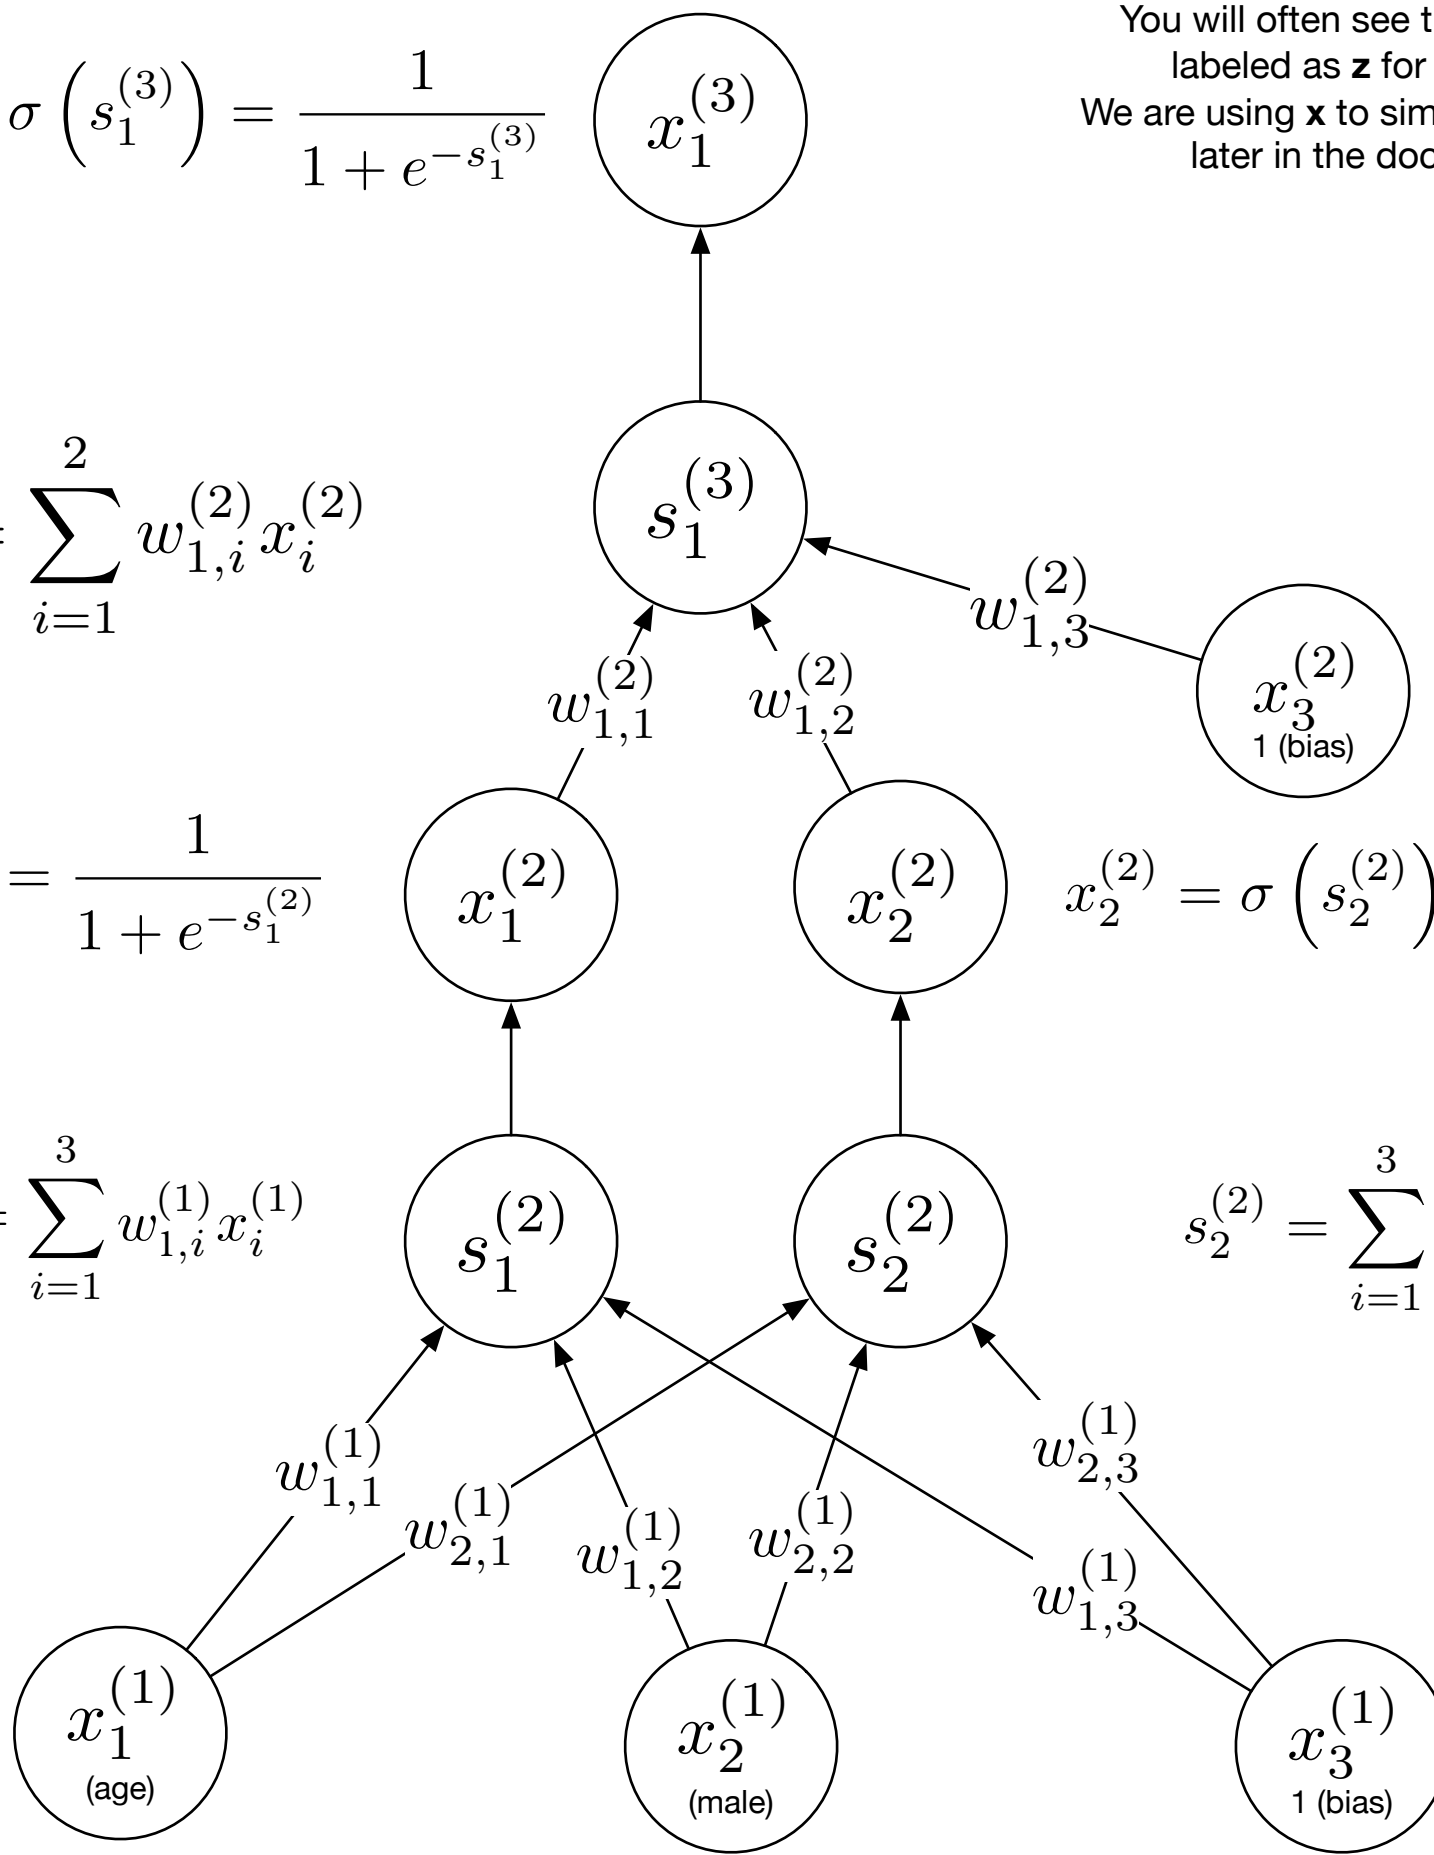 You will often see t
labeled as z for
We are using x to sim
later in the doc
σ(s_1^{(3)}) = \frac{1}{1 + e^{-s_1^{(3)}}}
x_1^{(3)}
s_1^{(3)}
= \sum_{i=1}^{2} w_{1,i}^{(2)} x_i^{(2)}
w_{1,3}^{(2)}
w_{1,1}^{(2)}
w_{1,2}^{(2)}
x_3^{(2)}
1 (bias)
= \frac{1}{1 + e^{-s_1^{(2)}}}
x_1^{(2)}
x_2^{(2)}
x_2^{(2)} = σ(s_2^{(2)})
= \sum_{i=1}^{3} w_{1,i}^{(1)} x_i^{(1)}
s_1^{(2)}
s_2^{(2)}
s_2^{(2)} = \sum_{i=1}^{3}
w_{1,1}^{(1)}
w_{2,1}^{(1)}
w_{1,2}^{(1)}
w_{2,2}^{(1)}
w_{2,3}^{(1)}
w_{1,3}^{(1)}
x_1^{(1)}
(age)
x_2^{(1)}
(male)
x_3^{(1)}
1 (bias)